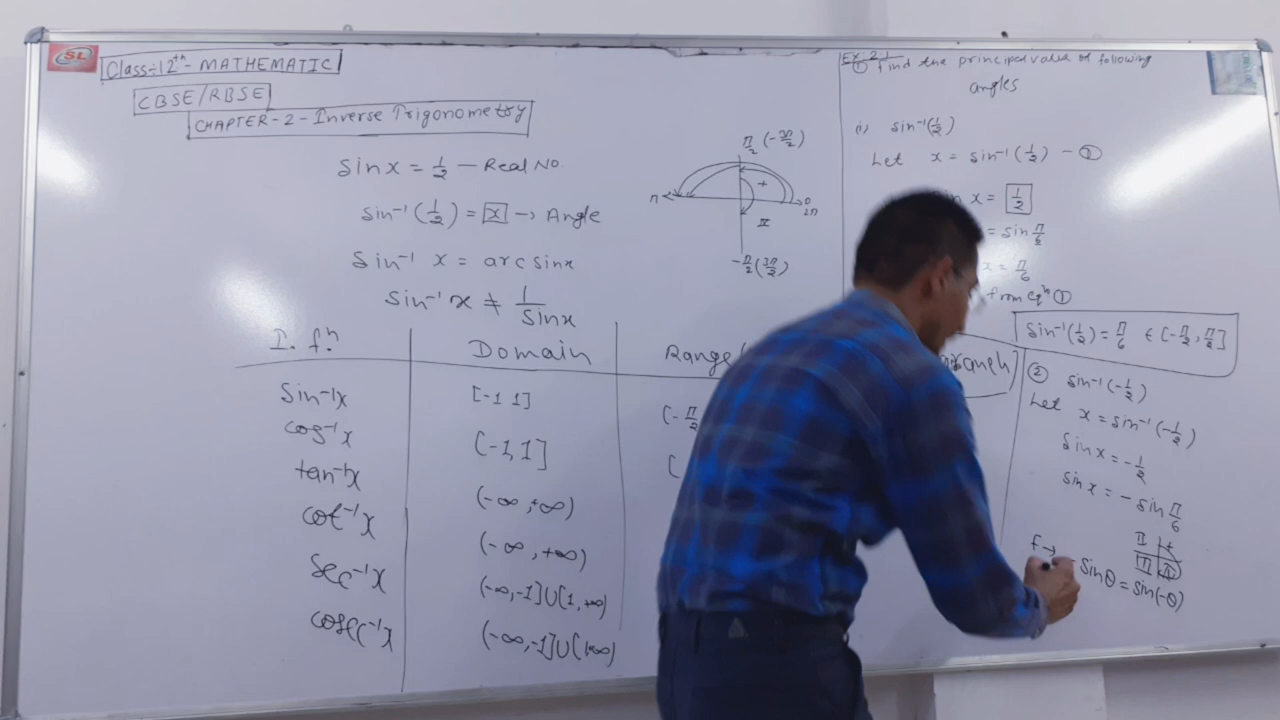 SL
Class:-12th- MATHEMATIC
CBSE/RBSE
CHAPTER-2-Inverse Trigonometry
Sin x = 1/2 — Real No.
Sin⁻¹(1/2) = x → Angle
Sin⁻¹ x = arc sin x
Sin⁻¹x ≠ 1/Sinx
π/2 (-3π/2)
π
+
0
2π
IV
-π/2 (3π/2)
I. fⁿ Domain Range(
Sin⁻¹x [-1 1] [-π/2
cos⁻¹x [-1,1] [
tan⁻¹x (-∞,+∞)
cot⁻¹x (-∞,+∞)
Sec⁻¹x (-∞,-1]∪[1,+∞)
cosec⁻¹x (-∞,-1]∪[1+∞)
Ex:-2.1
① Find the principal value of following
angles
(i) sin⁻¹(1/2)
Let x = sin⁻¹(1/2) — ①
x = 1/2
= sin π/6
x = π/6
from eqⁿ ①
Sin⁻¹(1/2) = π/6 ∈ [-π/2, π/2]
② sin⁻¹(-1/2)
Let x = sin⁻¹(-1/2)
Sin x = -1/2
Sin x = - sin π/6
F→
Sin θ = sin(-θ)